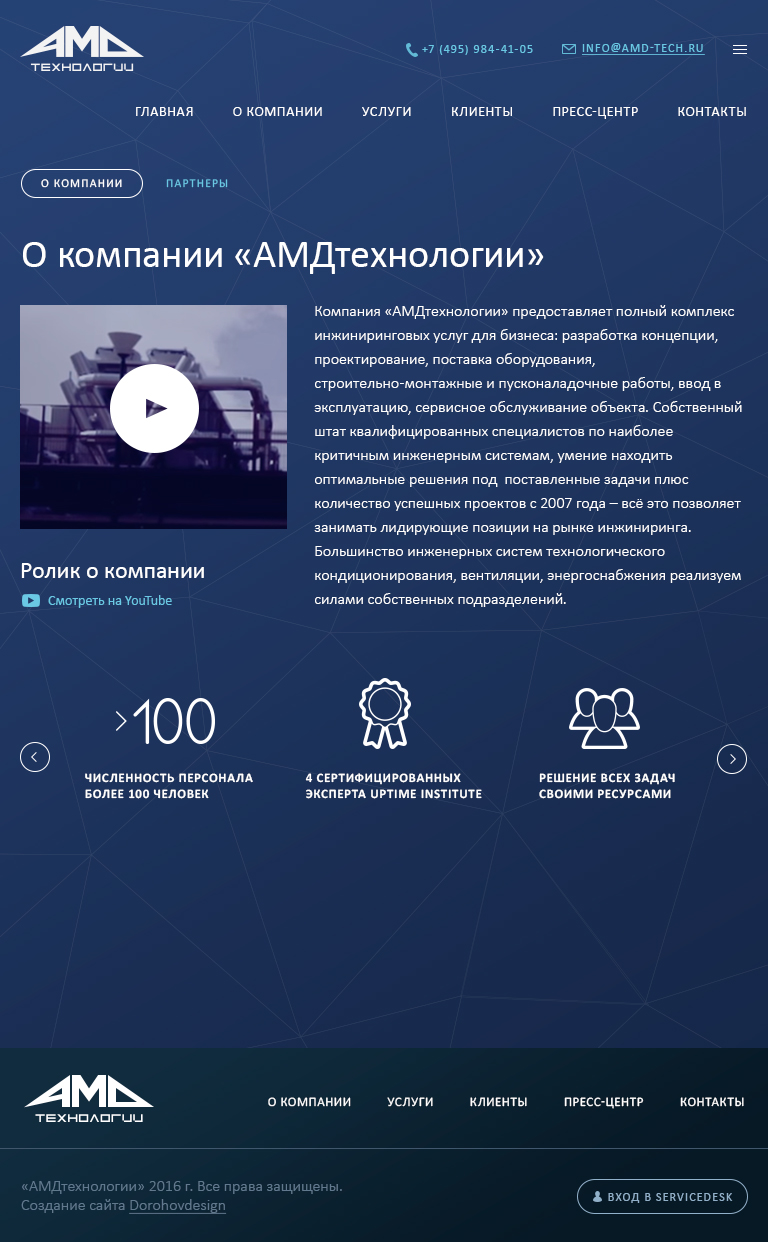 АМД
ТЕХНОЛОГИИ
+7 (495) 984-41-05
INFO@AMD-TECH.RU
ГЛАВНАЯ
О КОМПАНИИ
УСЛУГИ
КЛИЕНТЫ
ПРЕСС-ЦЕНТР
КОНТАКТЫ
О КОМПАНИИ
ПАРТНЕРЫ
О компании «АМДтехнологии»
Компания «АМДтехнологии» предоставляет полный комплекс
инжиниринговых услуг для бизнеса: разработка концепции,
проектирование, поставка оборудования,
строительно-монтажные и пусконаладочные работы, ввод в
эксплуатацию, сервисное обслуживание объекта. Собственный
штат квалифицированных специалистов по наиболее
критичным инженерным системам, умение находить
оптимальные решения под  поставленные задачи плюс
количество успешных проектов с 2007 года – всё это позволяет
занимать лидирующие позиции на рынке инжиниринга.
Большинство инженерных систем технологического
кондиционирования, вентиляции, энергоснабжения реализуем
силами собственных подразделений.
Ролик о компании
Смотреть на YouTube
>100
ЧИСЛЕННОСТЬ ПЕРСОНАЛА
БОЛЕЕ 100 ЧЕЛОВЕК
4 СЕРТИФИЦИРОВАННЫХ
ЭКСПЕРТА UPTIME INSTITUTE
РЕШЕНИЕ ВСЕХ ЗАДАЧ
СВОИМИ РЕСУРСАМИ
АМД
ТЕХНОЛОГИИ
О КОМПАНИИ
УСЛУГИ
КЛИЕНТЫ
ПРЕСС-ЦЕНТР
КОНТАКТЫ
«АМДтехнологии» 2016 г. Все права защищены.
Создание сайта Dorohovdesign
ВХОД В SERVICEDESK